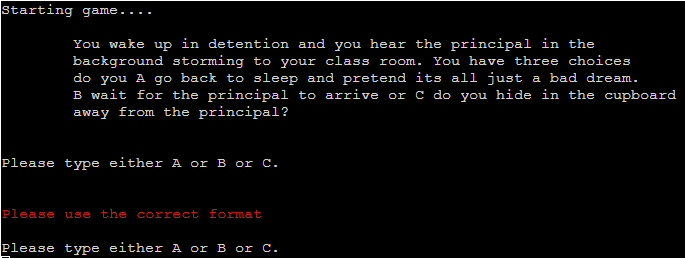 Starting game....
You wake up in detention and you hear the principal in the
background storming to your class room. You have three choices
do you A go back to sleep and pretend its all just a bad dream.
B wait for the principal to arrive or C do you hide in the cupboard
away from the principal?
Please type either A or B or C.
Please use the correct format
Please type either A or B or C.